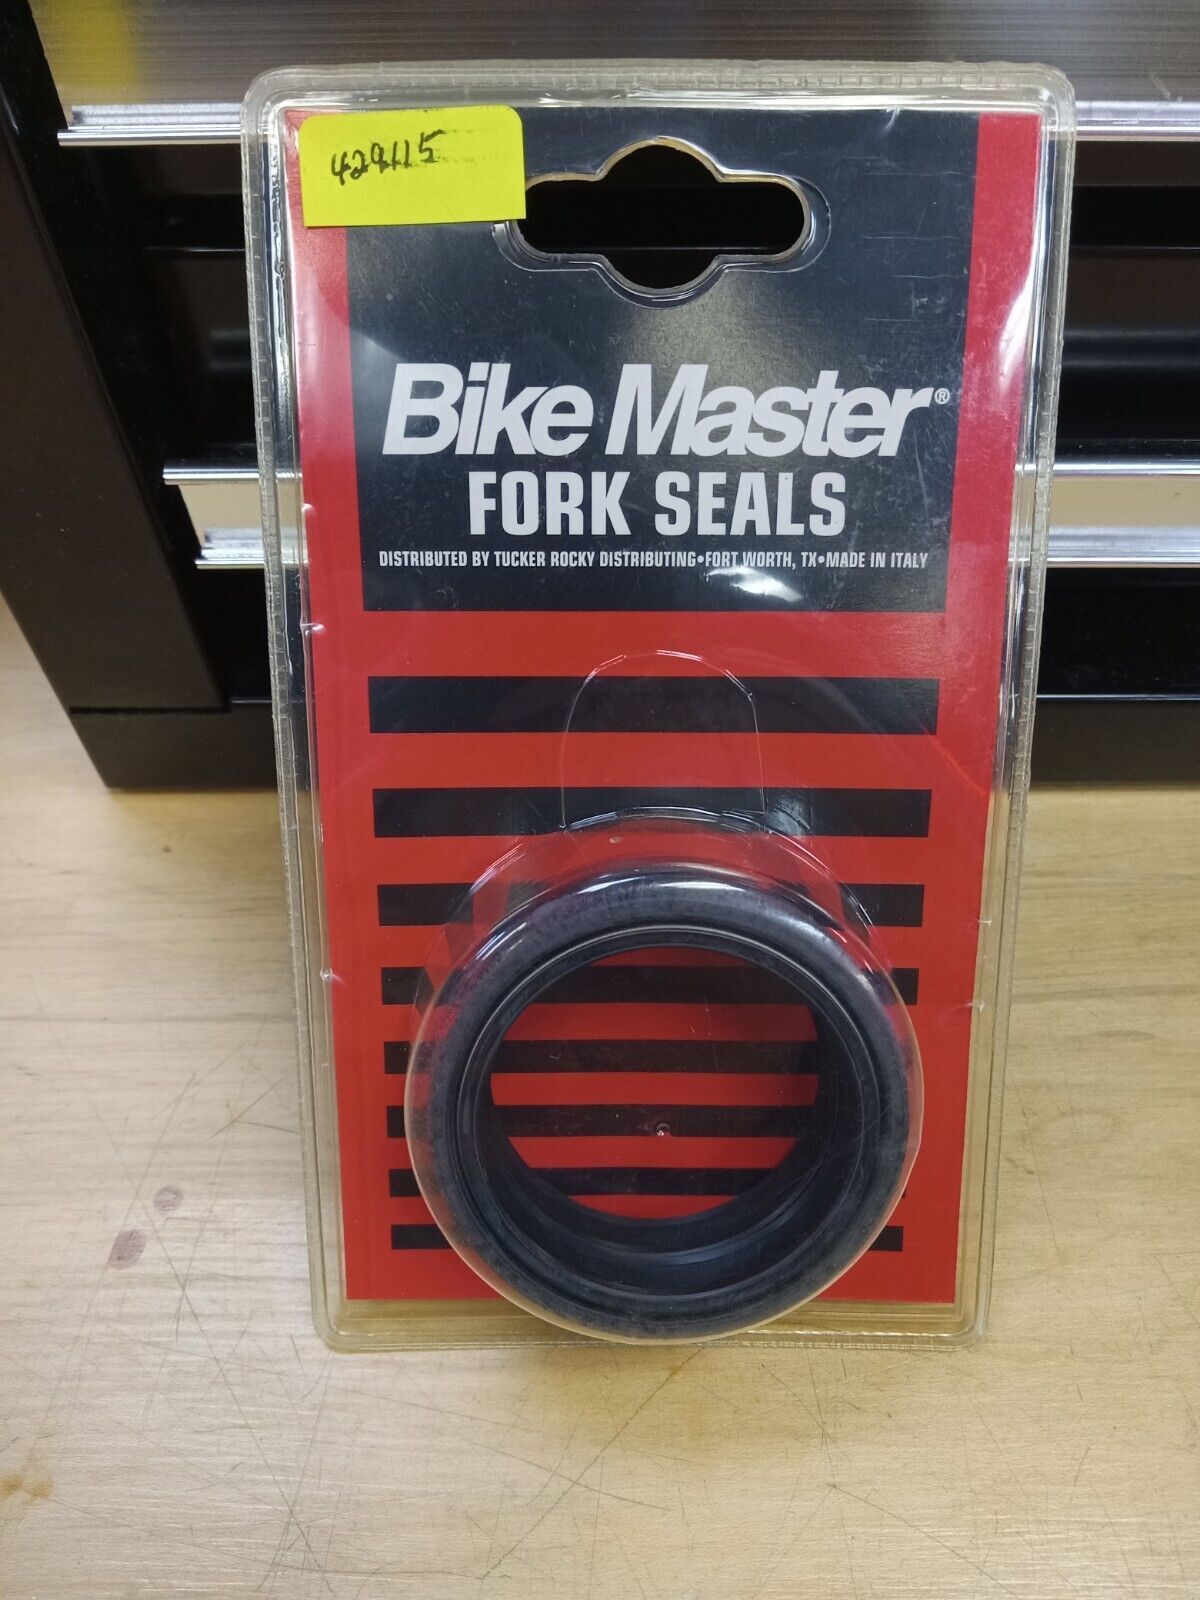 429115
Bike Master®
FORK SEALS
DISTRIBUTED BY TUCKER ROCKY DISTRIBUTING•FORT WORTH, TX•MADE IN ITALY